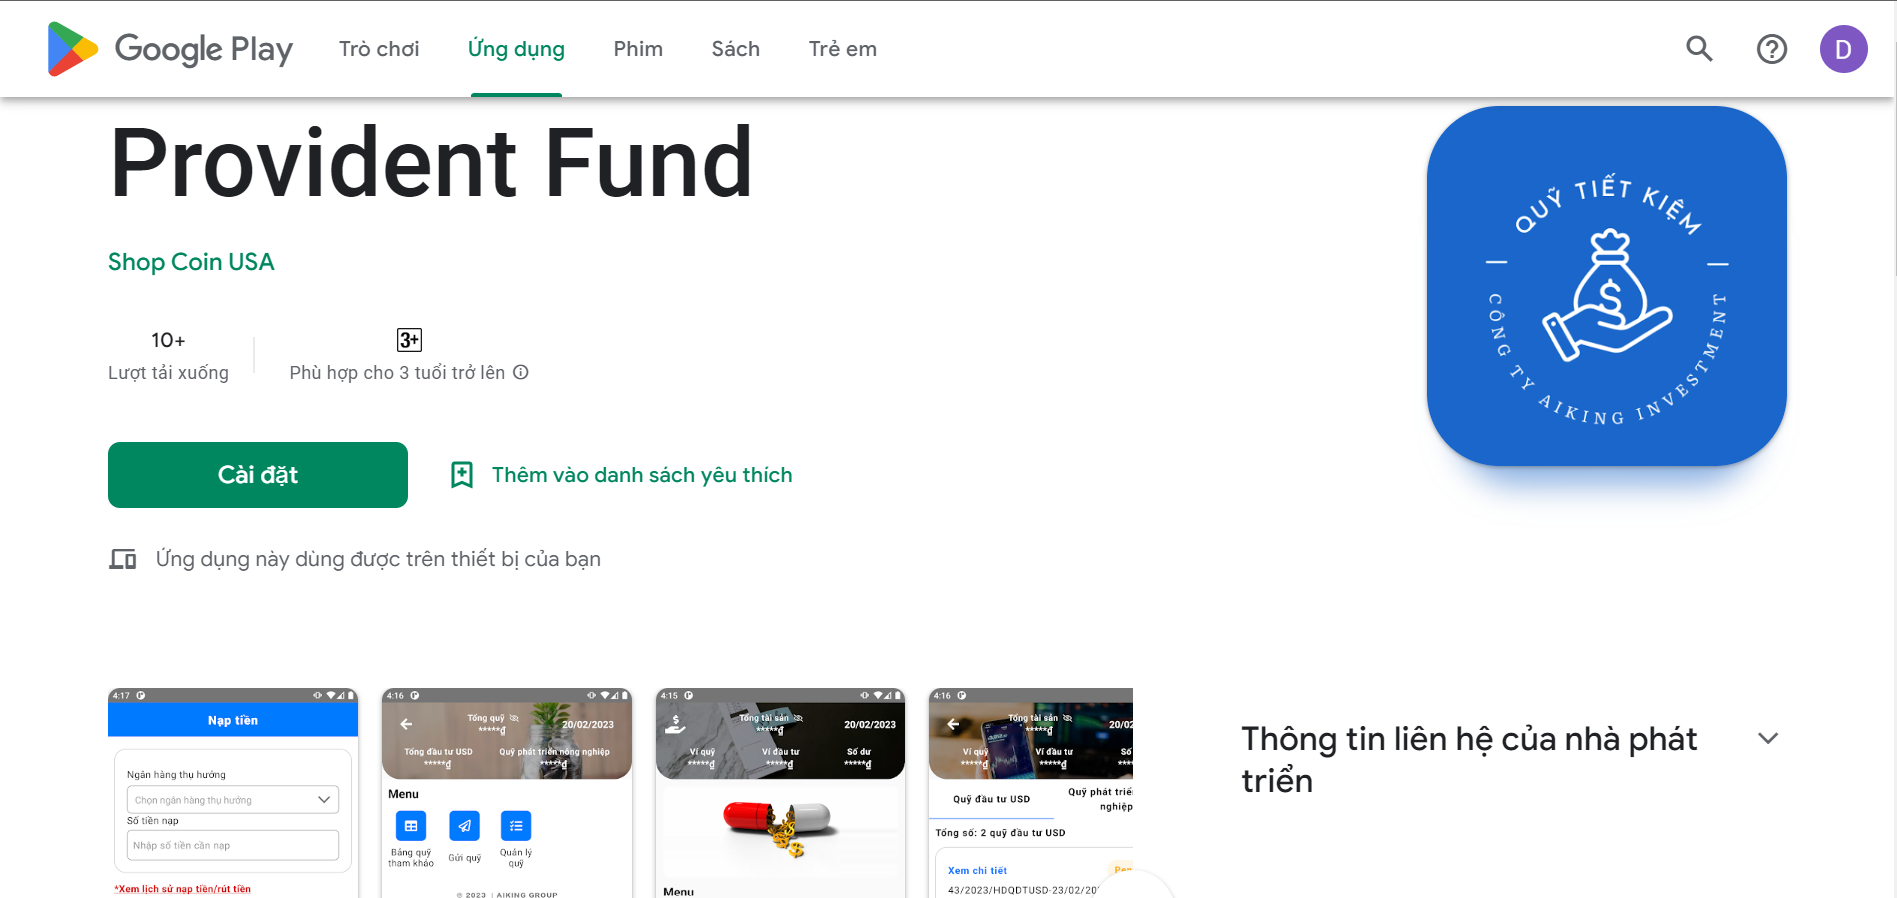 Google Play
Trò chơi
Ứng dụng
Phim
Sách
Trẻ em
D
Provident Fund
Shop Coin USA
10+
Lượt tải xuống
3+
Phù hợp cho 3 tuổi trở lên
Cài đặt
Thêm vào danh sách yêu thích
Ứng dụng này dùng được trên thiết bị của bạn
QUỸ TIẾT KIỆM
CÔNG TY AIKING INVESTMENT
4:17
Nạp tiền
Ngân hàng thụ hưởng
Chọn ngân hàng thụ hưởng
Số tiền nạp
Nhập số tiền cần nạp
*Xem lịch sử nạp tiền/rút tiền
4:16
Tổng quỹ
*****₫
20/02/2023
Tổng đầu tư USD
Quỹ phát triển nông nghiệp
*****₫
*****₫
Menu
Bảng quỹ
tham khảo
Gửi quỹ
Quản lý
quỹ
© 2023 | AIKING GROUP
4:15
Tổng tài sản
*****₫
20/02/2023
Ví quỹ
Ví đầu tư
Số dư
*****₫
*****₫
*****₫
Menu
4:16
Tổng tài sản
*****₫
20/02
Ví quỹ
Ví đầu tư
Số
*****₫
*****₫
***
Quỹ đầu tư USD
Quỹ phát triể
nghiệp
Tổng số: 2 quỹ đầu tư USD
Xem chi tiết
43/2023/HDQDTUSD-23/02/20
Thông tin liên hệ của nhà phát
triển